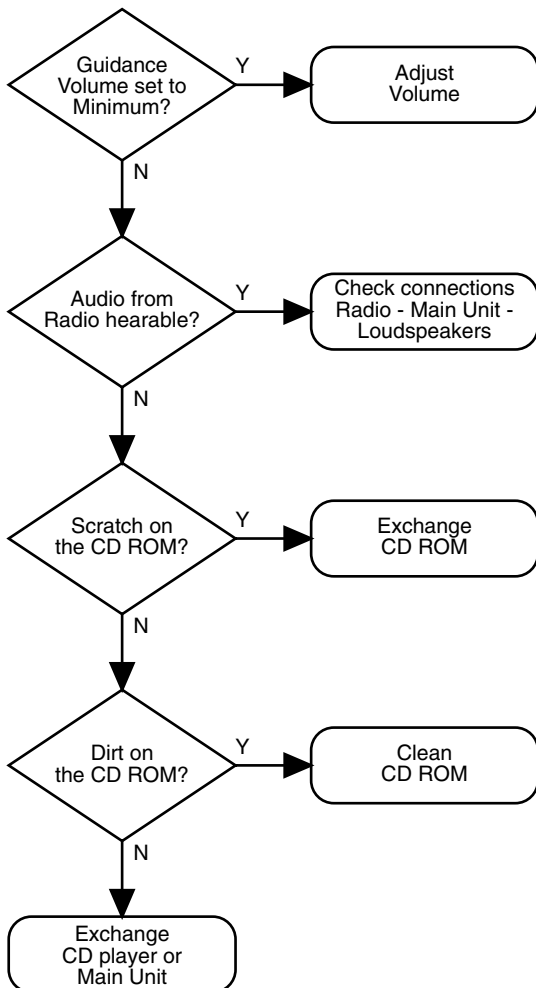 Guidance
Volume set to
Minimum?
Y
Adjust
Volume
N
Audio from
Radio hearable?
Y
Check connections
Radio - Main Unit -
Loudspeakers
N
Scratch on
the CD ROM?
Y
Exchange
CD ROM
N
Dirt on
the CD ROM?
Y
Clean
CD ROM
N
Exchange
CD player or
Main Unit